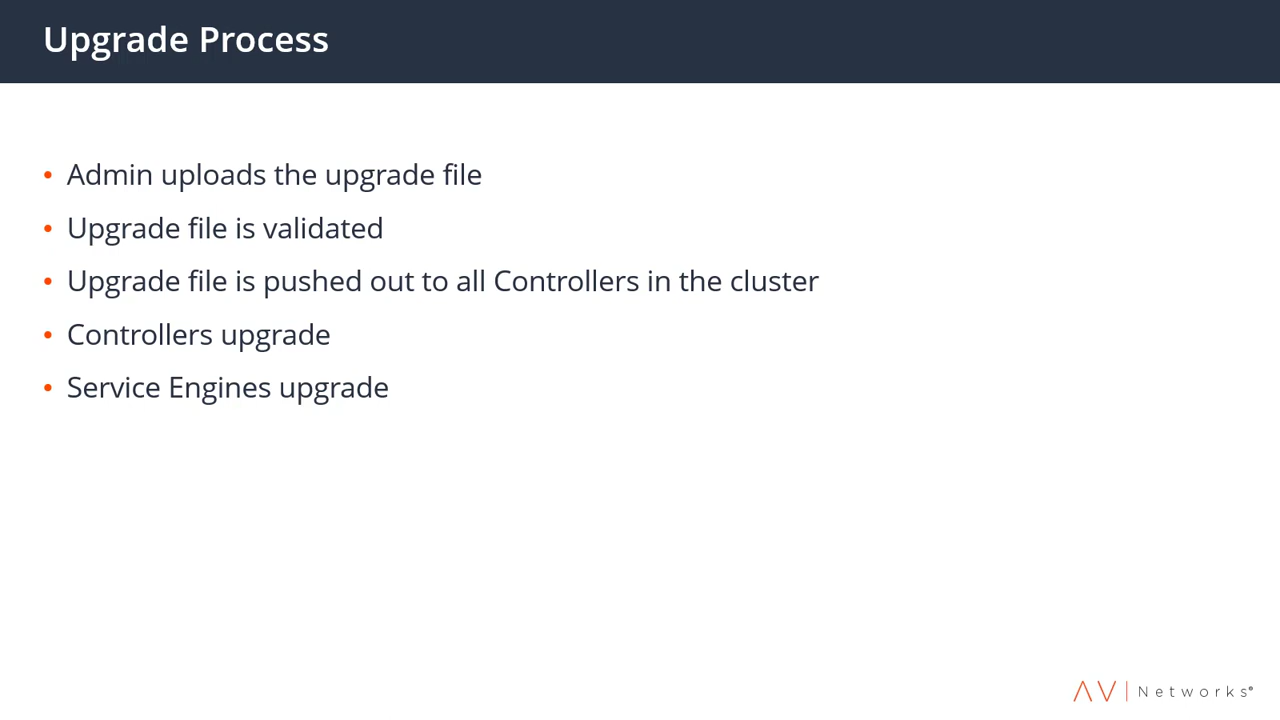 Upgrade Process
• Admin uploads the upgrade file
• Upgrade file is validated
• Upgrade file is pushed out to all Controllers in the cluster
• Controllers upgrade
• Service Engines upgrade
AVI | Networks®